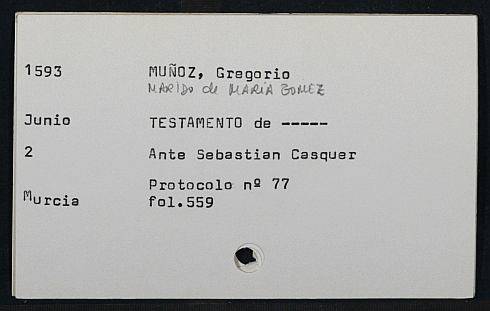 1593 MUÑOZ, Gregorio
MARIDO de MARIA GOMEZ
Junio TESTAMENTO de -----
2 Ante Sebastian Casquer
Protocolo nº 77
Murcia fol.559